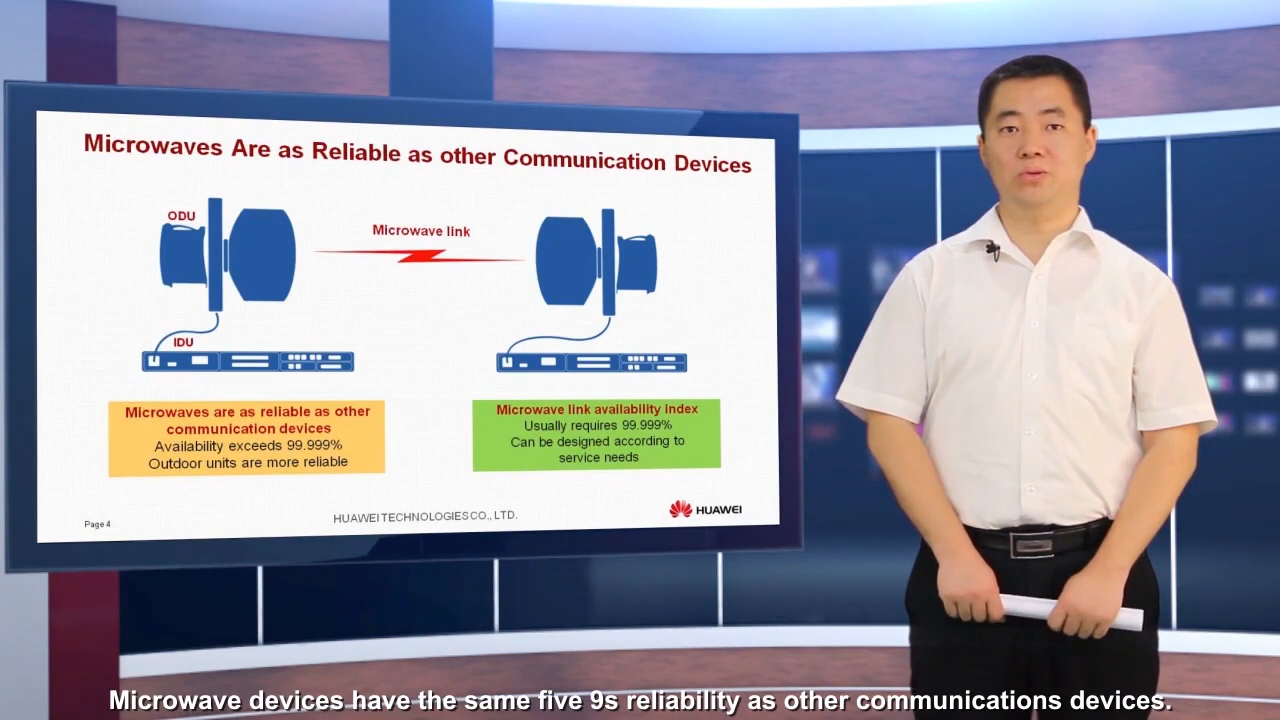 Microwaves Are as Reliable as other Communication Devices
ODU
Microwave link
IDU
Microwaves are as reliable as other
communication devices
Availability exceeds 99.999%
Outdoor units are more reliable
Microwave link availability index
Usually requires 99.999%
Can be designed according to
service needs
Page 4
HUAWEI TECHNOLOGIES CO., LTD.
HUAWEI
Microwave devices have the same five 9s reliability as other communications devices.